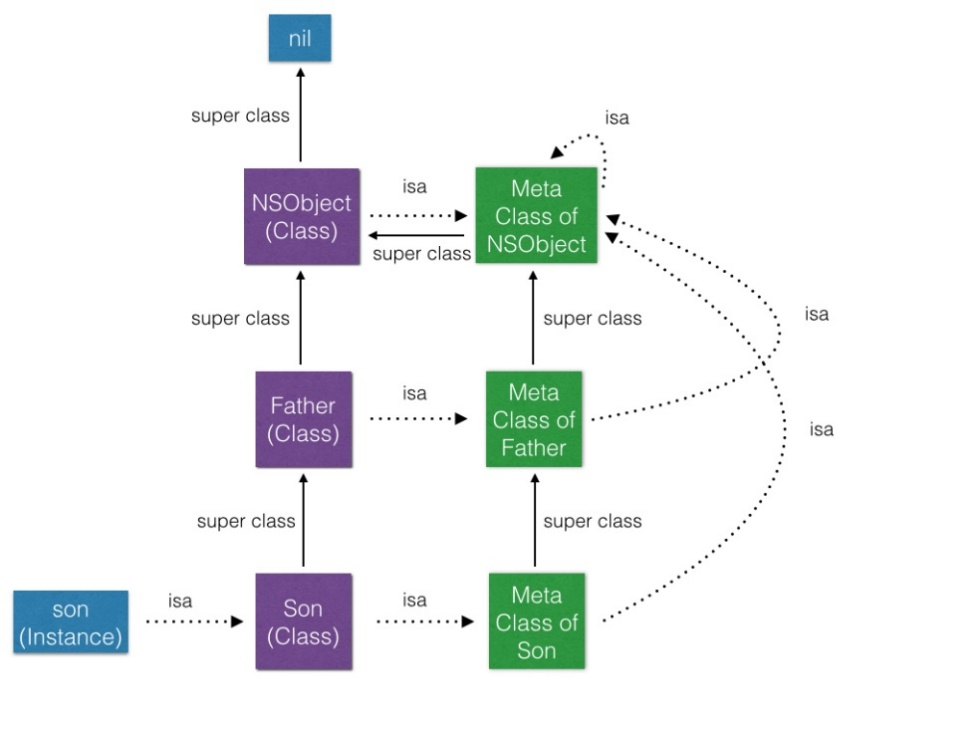 nil
super class
isa
NSObject
(Class)
isa
super class
Meta
Class of
NSObject
super class
super class
isa
Father
(Class)
isa
Meta
Class of
Father
isa
super class
super class
son
(Instance)
isa
Son
(Class)
isa
Meta
Class of
Son